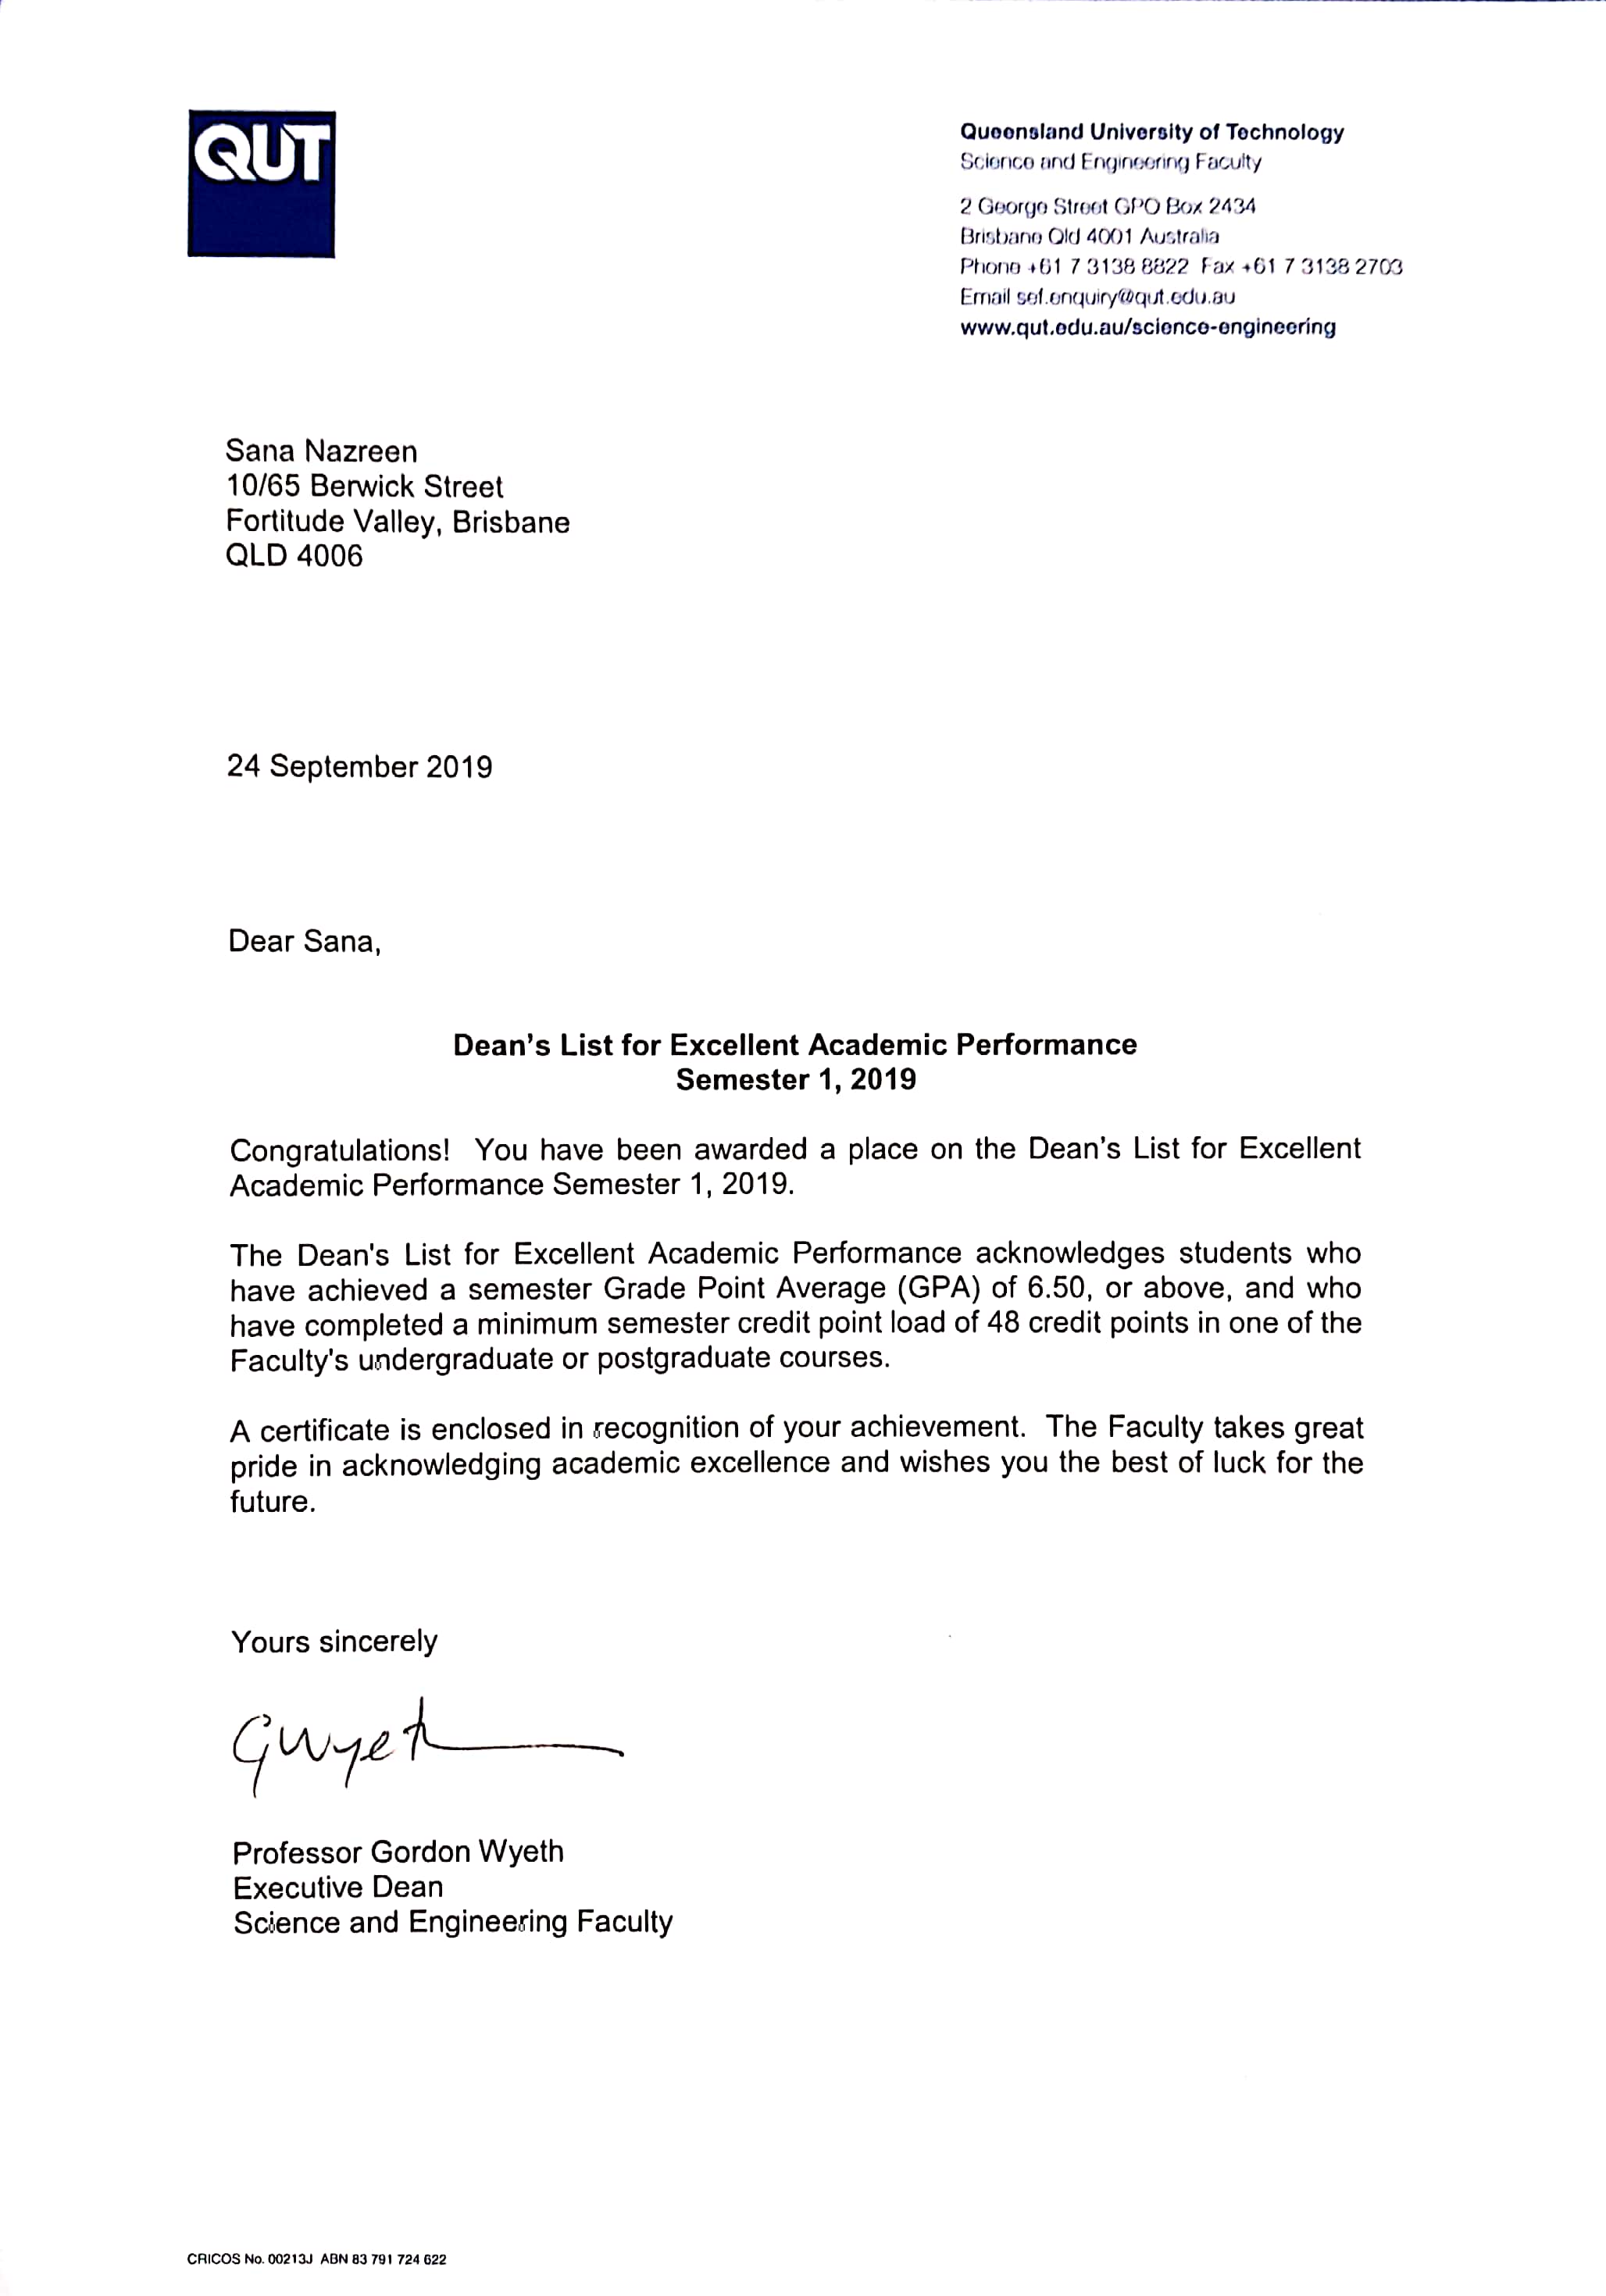 QUT
Queensland University of Technology
Science and Engineering Faculty
2 George Street GPO Box 2434
Brisbane Qld 4001 Australia
Phone +61 7 3138 8822 Fax +61 7 3138 2703
Email sef.enquiry@qut.edu.au
www.qut.edu.au/science-engineering
Sana Nazreen
10/65 Berwick Street
Fortitude Valley, Brisbane
QLD 4006
24 September 2019
Dear Sana,
Dean's List for Excellent Academic Performance
Semester 1, 2019
Congratulations! You have been awarded a place on the Dean's List for Excellent
Academic Performance Semester 1, 2019.
The Dean's List for Excellent Academic Performance acknowledges students who
have achieved a semester Grade Point Average (GPA) of 6.50, or above, and who
have completed a minimum semester credit point load of 48 credit points in one of the
Faculty's undergraduate or postgraduate courses.
A certificate is enclosed in recognition of your achievement. The Faculty takes great
pride in acknowledging academic excellence and wishes you the best of luck for the
future.
Yours sincerely
GWyeth
Professor Gordon Wyeth
Executive Dean
Science and Engineering Faculty
CRICOS No. 00213J ABN 83 791 724 622